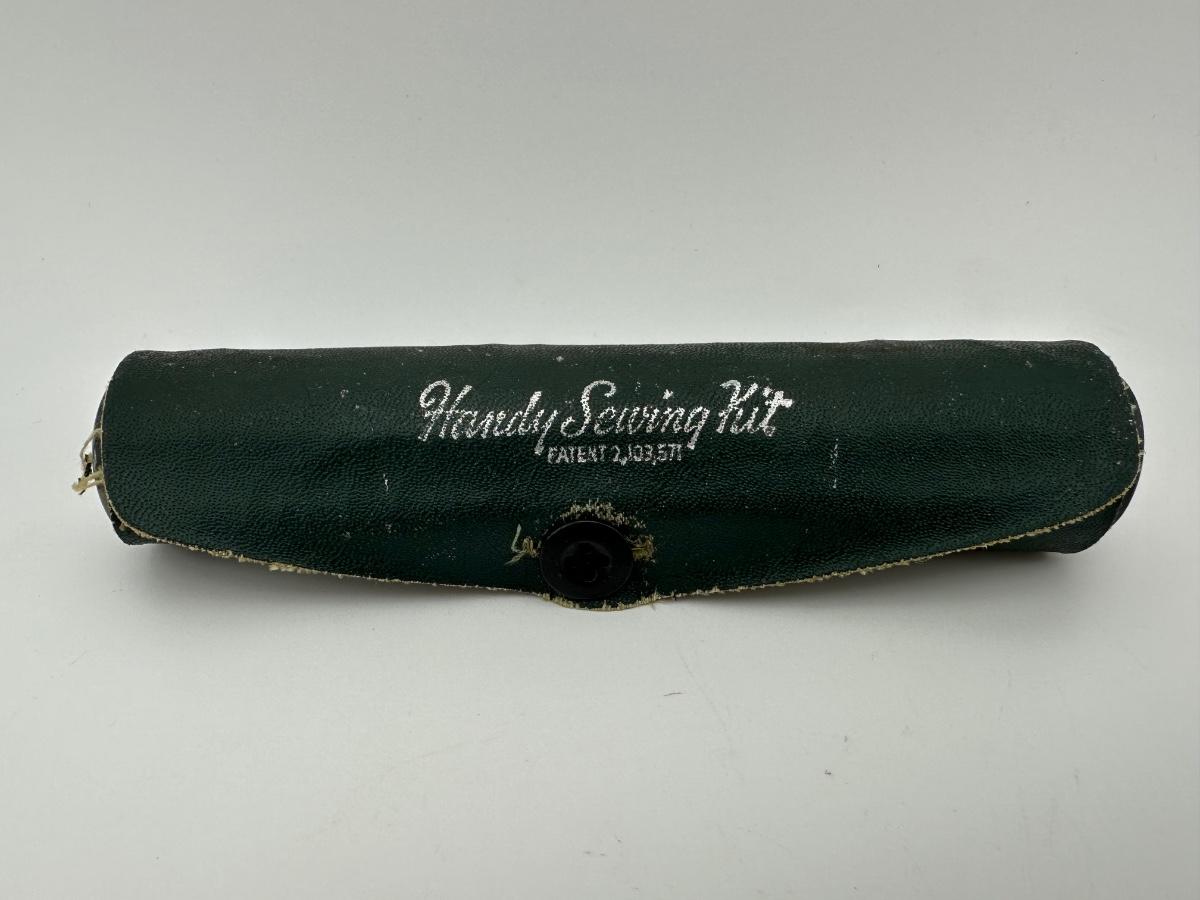 Handy Sewing Kit
PATENT 2,103,571